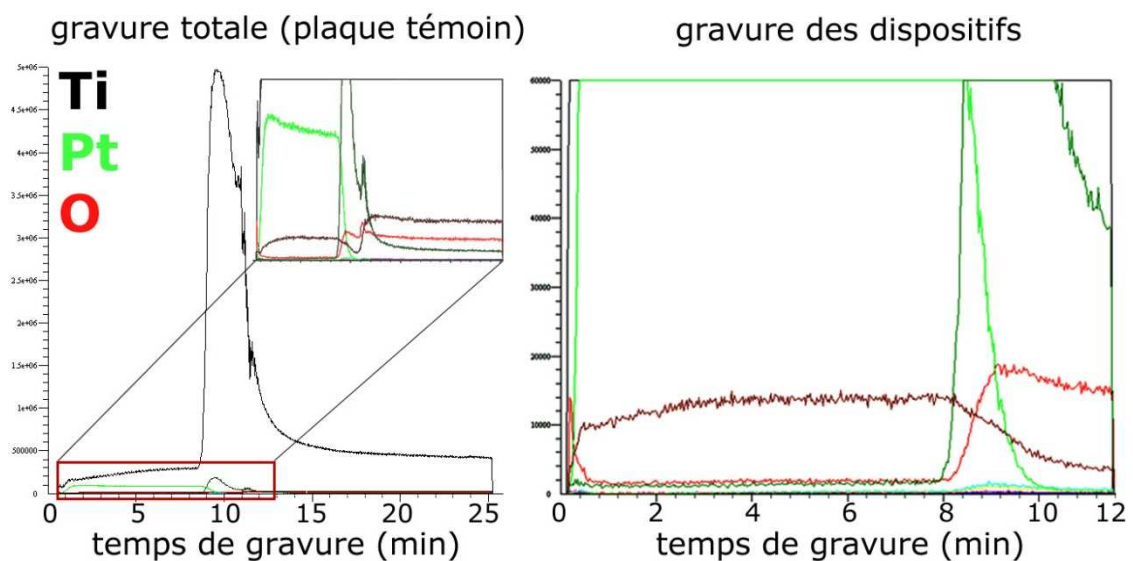 gravure totale (plaque témoin)
gravure des dispositifs
5e+06
4.5e+06
4e+06
3.5e+06
3e+06
2.5e+06
2e+06
1.5e+06
1e+06
500000
0
Ti
Pt
O
0 5 10 15 20 25
temps de gravure (min)
60000
50000
40000
30000
20000
10000
0
0 2 4 6 8 10 12
temps de gravure (min)